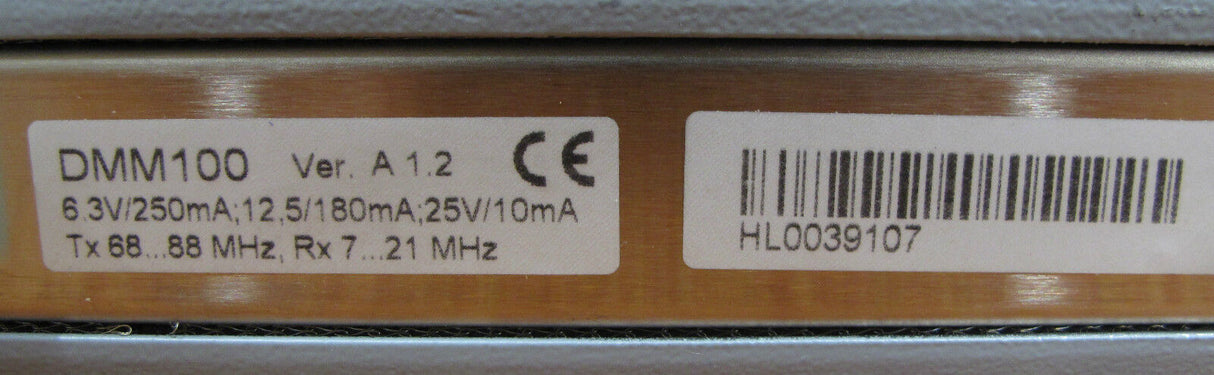 DMM100 Ver. A 1.2 CE
6.3V/250mA;12,5/180mA;25V/10mA
Tx 68...88 MHz, Rx 7...21 MHz
HL0039107